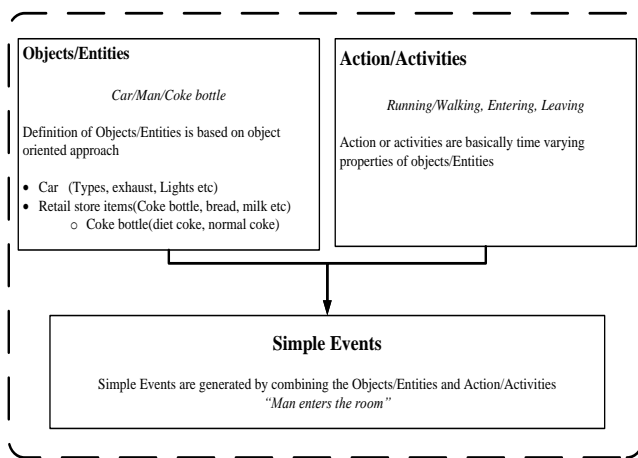 Objects/Entities
Car/Man/Coke bottle
Definition of Objects/Entities is based on object
oriented approach
• Car (Types, exhaust, Lights etc)
• Retail store items(Coke bottle, bread, milk etc)
o Coke bottle(diet coke, normal coke)
Action/Activities
Running/Walking, Entering, Leaving
Action or activities are basically time varying
properties of objects/Entities
Simple Events
Simple Events are generated by combining the Objects/Entities and Action/Activities
“Man enters the room”